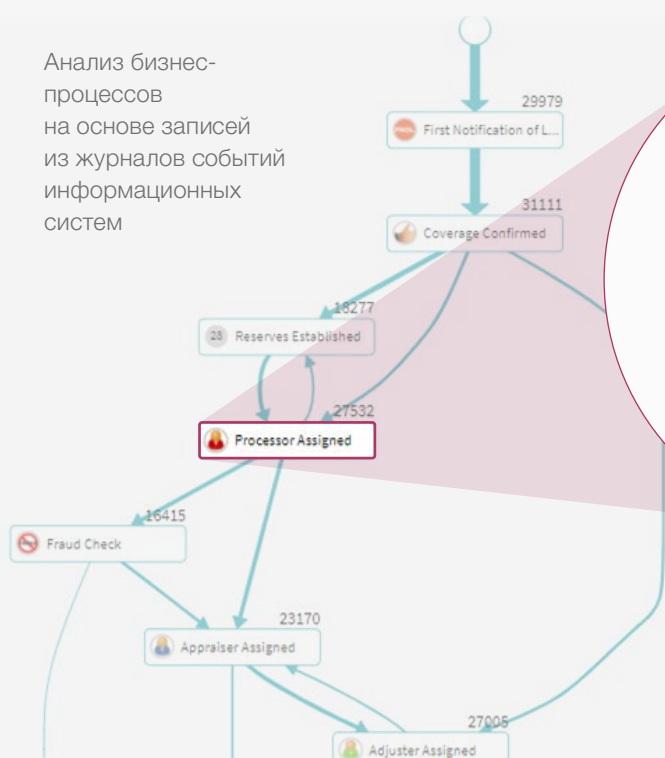 Анализ бизнес-
процессов
на основе записей
из журналов событий
информационных
систем
29979
First Notification of L...
31111
Coverage Confirmed
18277
28 Reserves Established
27532
Processor Assigned
16415
Fraud Check
23170
Appraiser Assigned
27005
Adjuster Assigned